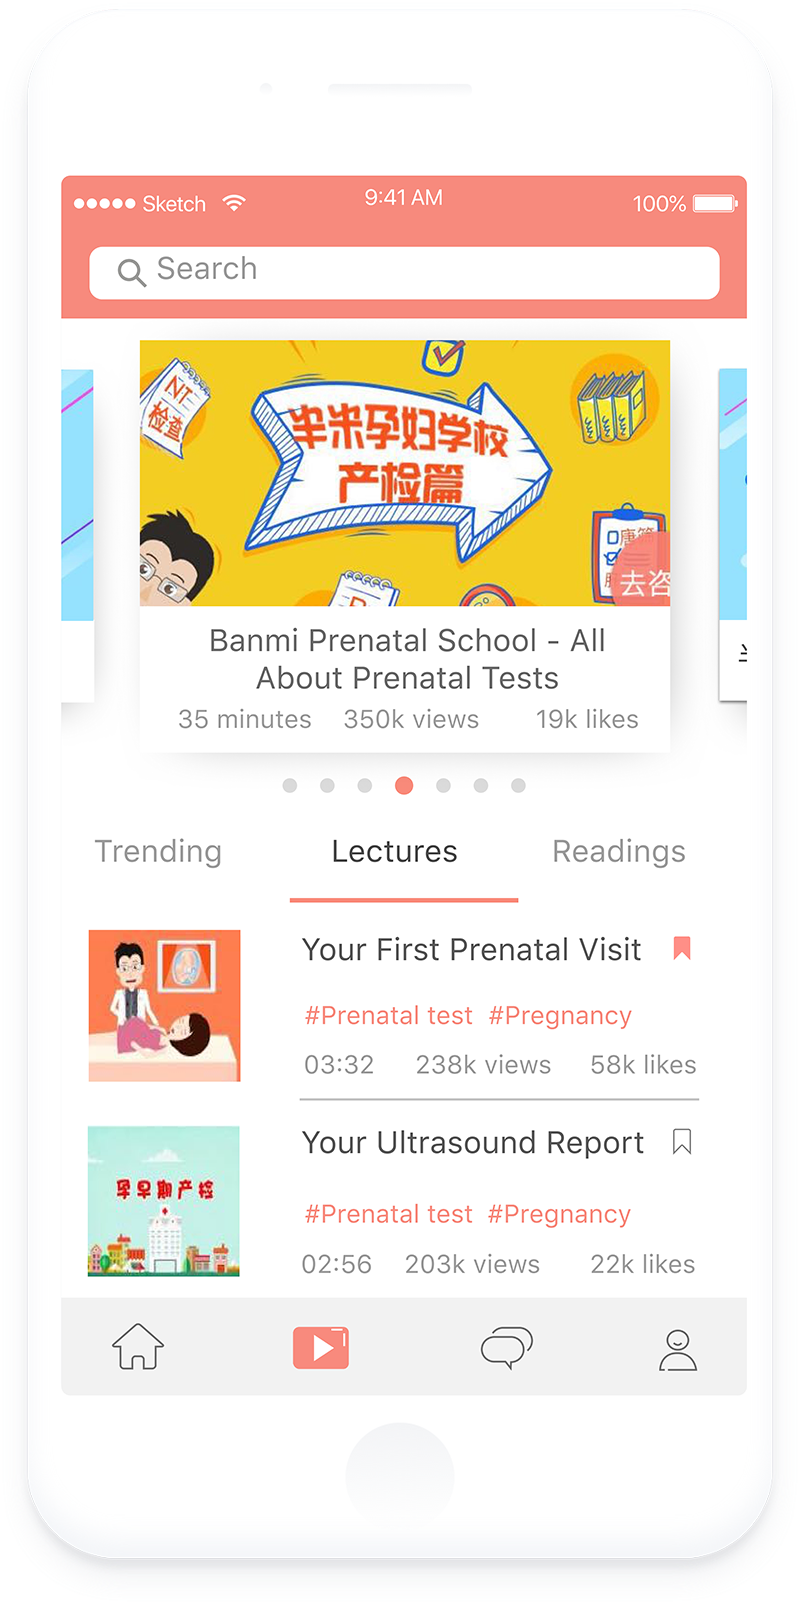 Sketch 9:41 AM 100%
Search
NT
检查
半米孕妇学校
产检篇
去咨
Banmi Prenatal School - All
About Prenatal Tests
35 minutes 350k views 19k likes
Trending Lectures Readings
Your First Prenatal Visit
#Prenatal test #Pregnancy
03:32 238k views 58k likes
Your Ultrasound Report
孕早期产检
#Prenatal test #Pregnancy
02:56 203k views 22k likes